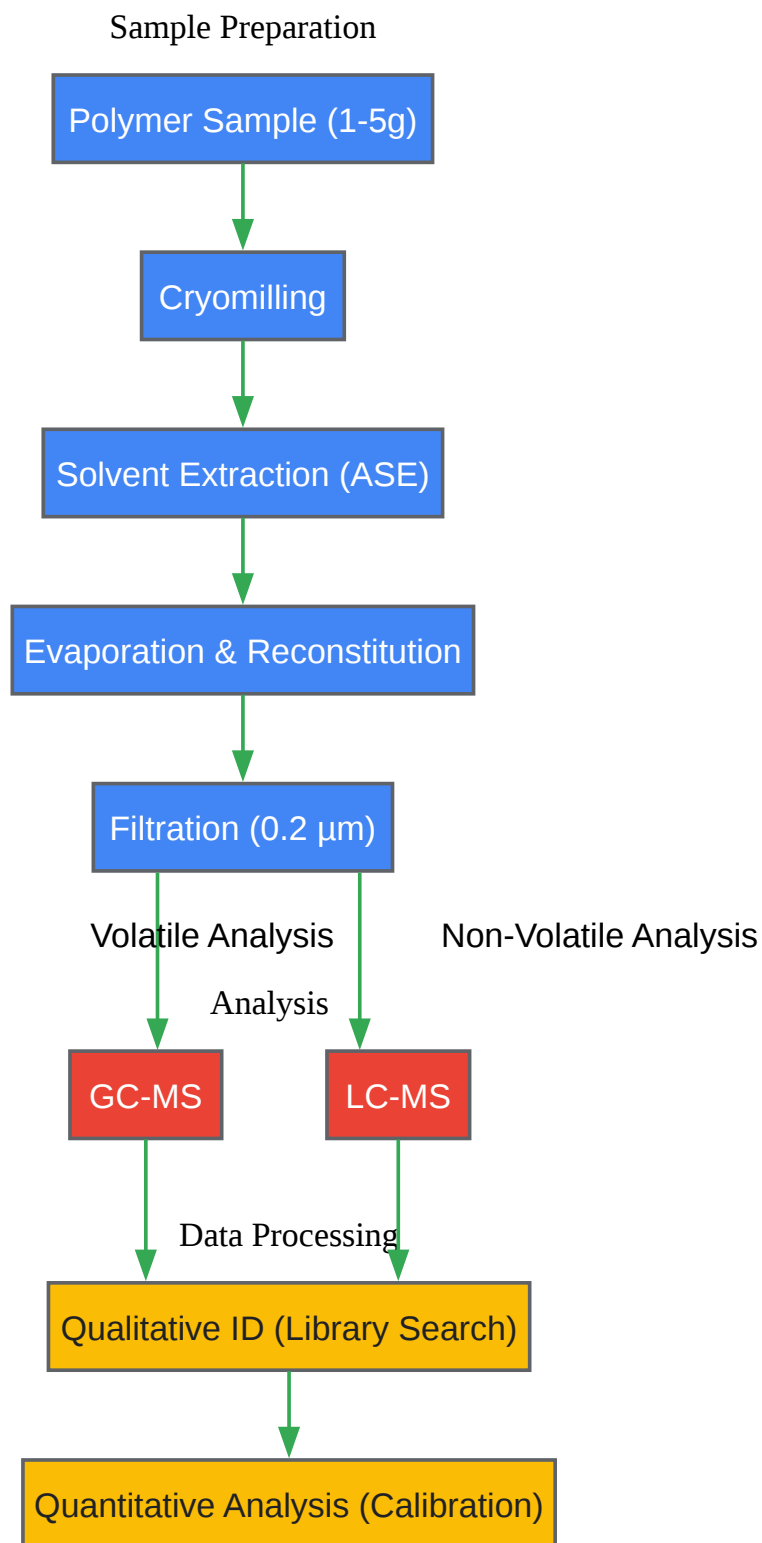 Sample Preparation
Polymer Sample (1-5g)
Cryomilling
Solvent Extraction (ASE)
Evaporation & Reconstitution
Filtration (0.2 µm)
Volatile Analysis
Non-Volatile Analysis
Analysis
GC-MS
LC-MS
Data Processing
Qualitative ID (Library Search)
Quantitative Analysis (Calibration)